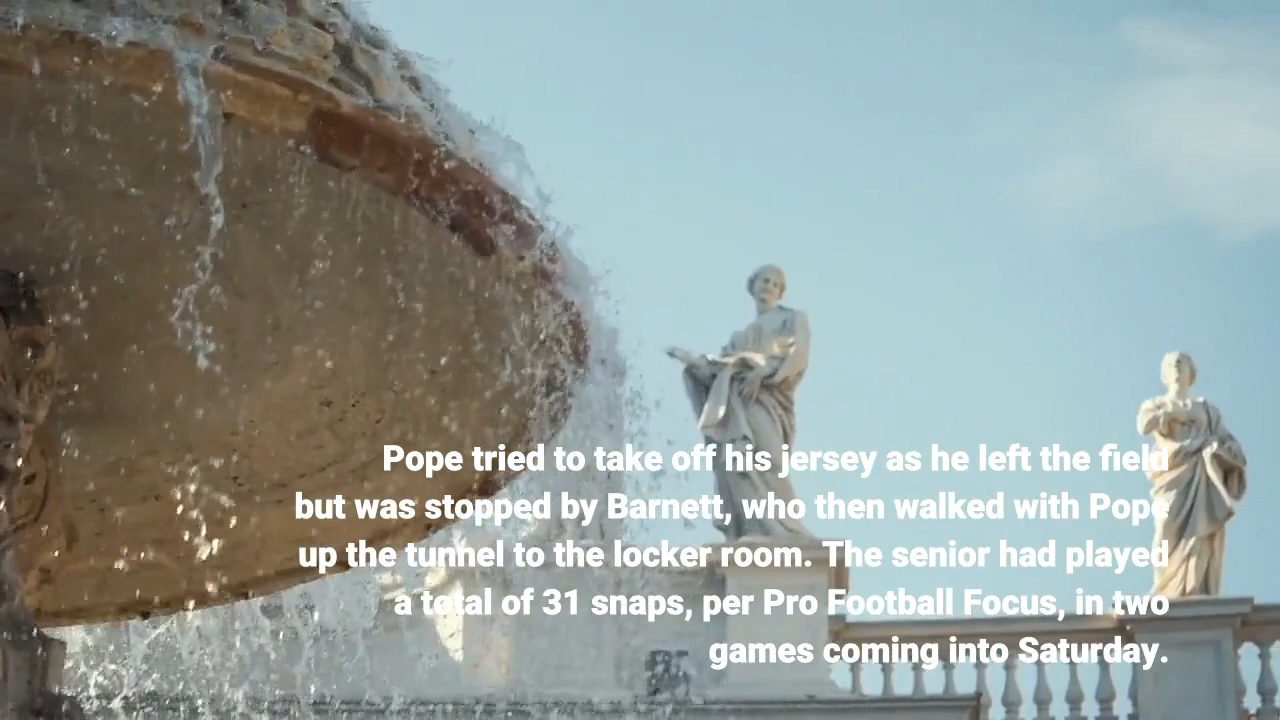 Pope tried to take off his jersey as he left the field
but was stopped by Barnett, who then walked with Pope
up the tunnel to the locker room. The senior had played
a total of 31 snaps, per Pro Football Focus, in two
games coming into Saturday.